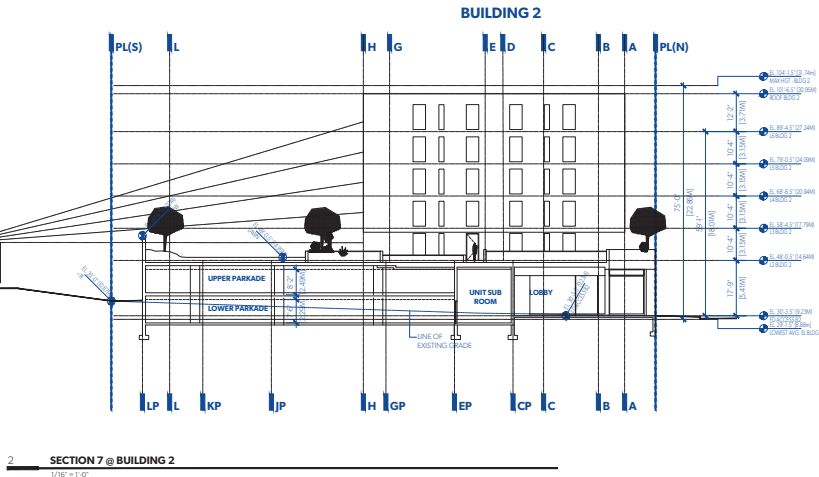 BUILDING 2
PL(S) L H G E D C B A PL(N)
EL. 104'-1.5" [31.74m]
MAX HGT - BLDG 2
EL. 101'-6.5" [30.95M]
ROOF BLDG 2
12'-2" [3.71M]
EL. 89'-4.5" [27.24M]
L6 BLDG 2
10'-4" [3.15M]
EL. 79'-0.5" [24.09M]
L5 BLDG 2
10'-4" [3.15M]
EL. 68'-8.5" [20.94M]
L4 BLDG 2
10'-4" [3.15M]
EL. 58'-4.5" [17.79M]
L3 BLDG 2
10'-4" [3.15M]
EL. 48'-0.5" [14.64M]
L2 BLDG 2
75'-0" [22.86M]
59'-1" [18.01M]
17'-9" [5.41M]
EL. 30'-3.5" [9.23M]
FD ACCESS B2
EL. 29'-1.5" [8.88m]
LOWEST AVG. EL BLDG
UPPER PARKADE
8'-2" [2.49M]
LOWER PARKADE
UNIT SUB
ROOM
LOBBY
LINE OF
EXISTING GRADE
LP L KP JP H GP EP CP C B A
2 SECTION 7 @ BUILDING 2
1/16" = 1'-0"